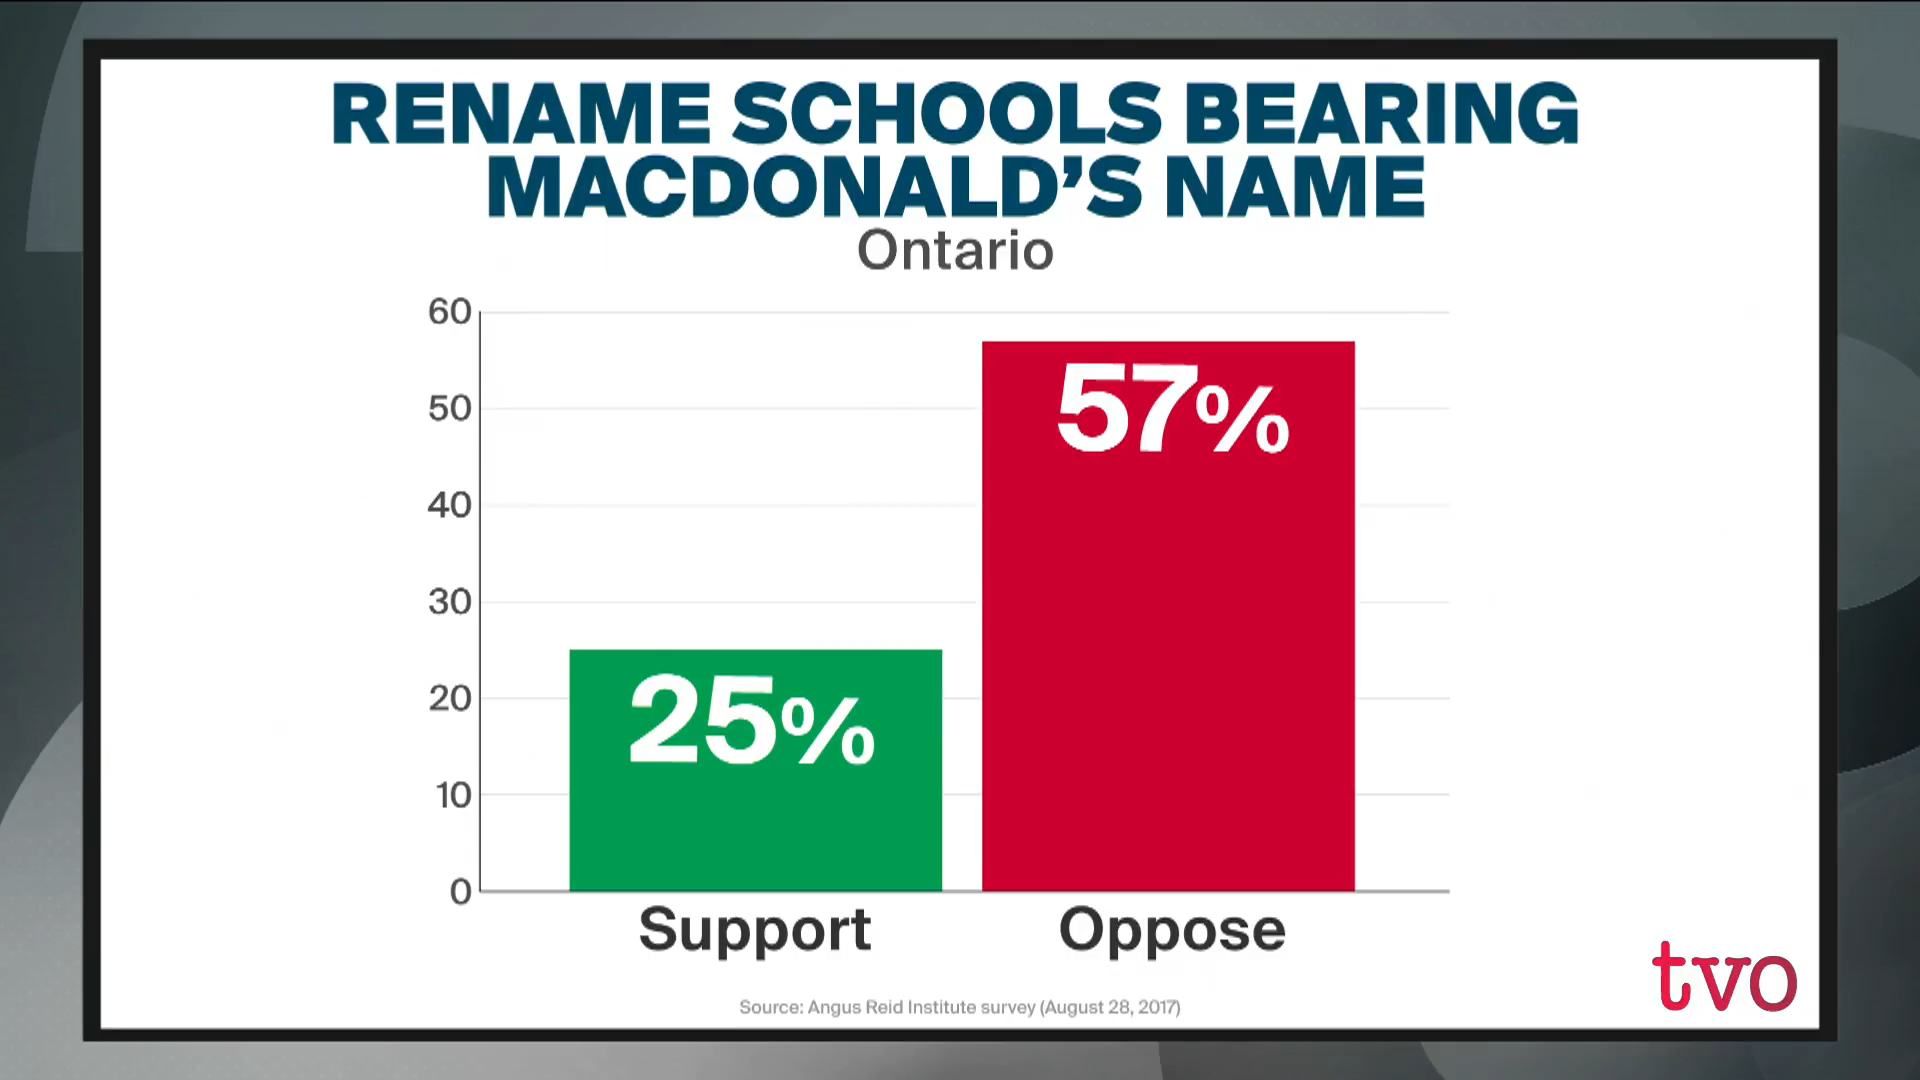 RENAME SCHOOLS BEARING
MACDONALD’S NAME
Ontario
60
50
40
30
20
10
0
57%
25%
Support
Oppose
Source: Angus Reid Institute survey (August 28, 2017)
tvo